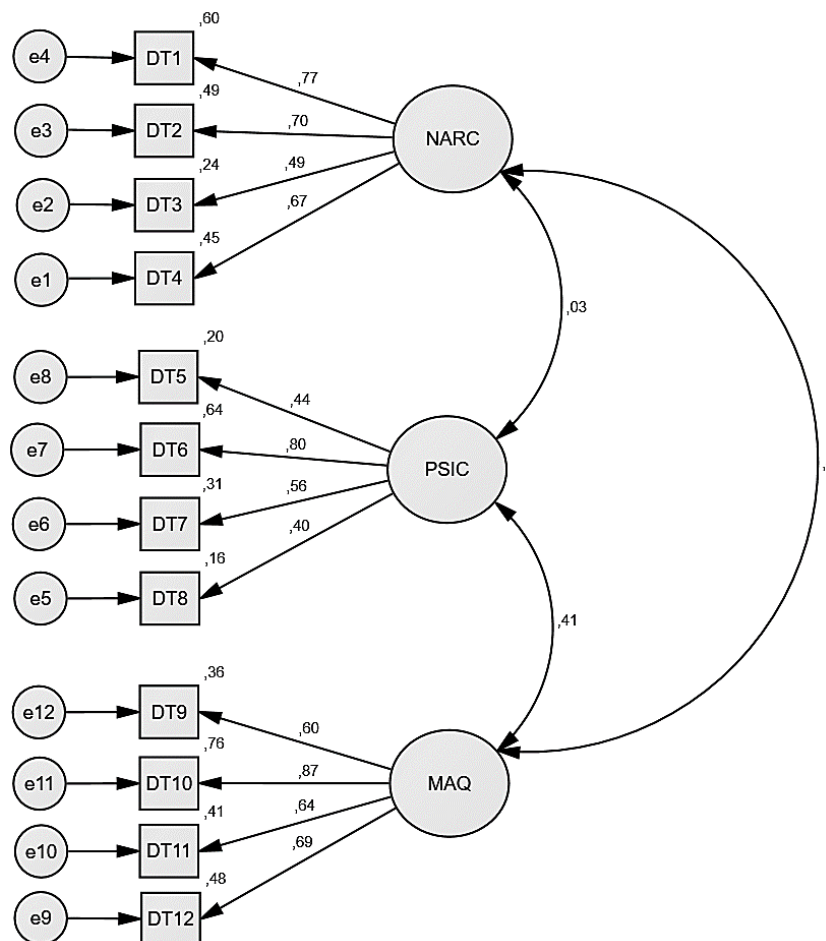 ,60
e4 DT1
,77
,49
e3 DT2
,70
NARC
,24
,49
e2 DT3
,67
,45
e1 DT4
,03
,20
e8 DT5
,44
,64
e7 DT6
,80
PSIC
,31
,56
e6 DT7
,40
,16
e5 DT8
,41
,36
e12 DT9
,60
,76
e11 DT10
,87
MAQ
,41
,64
e10 DT11
,69
,48
e9 DT12